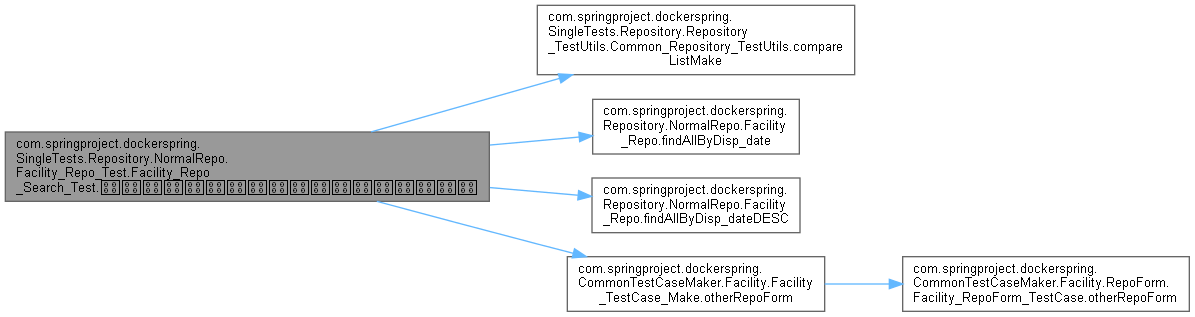 com.springproject.dockerspring.
SingleTests.Repository.Repository
_TestUtils.Common_Repository_TestUtils.compare
ListMake
com.springproject.dockerspring.
Repository.NormalRepo.Facility
_Repo.findAllByDisp_date
com.springproject.dockerspring.
SingleTests.Repository.NormalRepo.
Facility_Repo_Test.Facility_Repo
_Search_Test.
com.springproject.dockerspring.
Repository.NormalRepo.Facility
_Repo.findAllByDisp_dateDESC
com.springproject.dockerspring.
CommonTestCaseMaker.Facility.Facility
_TestCase_Make.otherRepoForm
com.springproject.dockerspring.
CommonTestCaseMaker.Facility.RepoForm.
Facility_RepoForm_TestCase.otherRepoForm